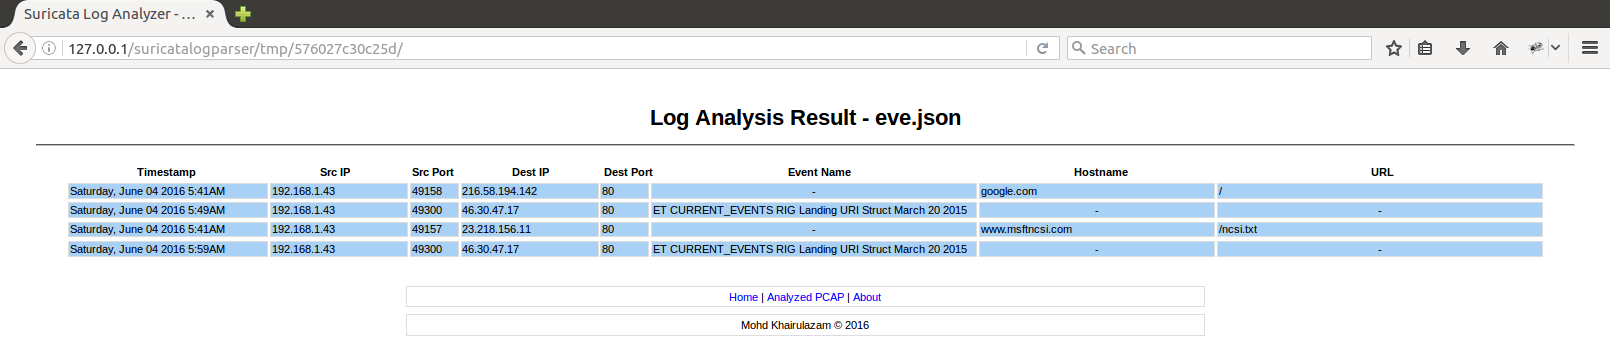 Suricata Log Analyzer - ...
127.0.0.1/suricatalogparser/tmp/576027c30c25d/ Search
Log Analysis Result - eve.json
Timestamp Src IP Src Port Dest IP Dest Port Event Name Hostname URL
Saturday, June 04 2016 5:41AM 192.168.1.43 49158 216.58.194.142 80 - google.com /
Saturday, June 04 2016 5:49AM 192.168.1.43 49300 46.30.47.17 80 ET CURRENT_EVENTS RIG Landing URI Struct March 20 2015 - -
Saturday, June 04 2016 5:41AM 192.168.1.43 49157 23.218.156.11 80 - www.msftncsi.com /ncsi.txt
Saturday, June 04 2016 5:59AM 192.168.1.43 49300 46.30.47.17 80 ET CURRENT_EVENTS RIG Landing URI Struct March 20 2015 - -
Home | Analyzed PCAP | About
Mohd Khairulazam © 2016